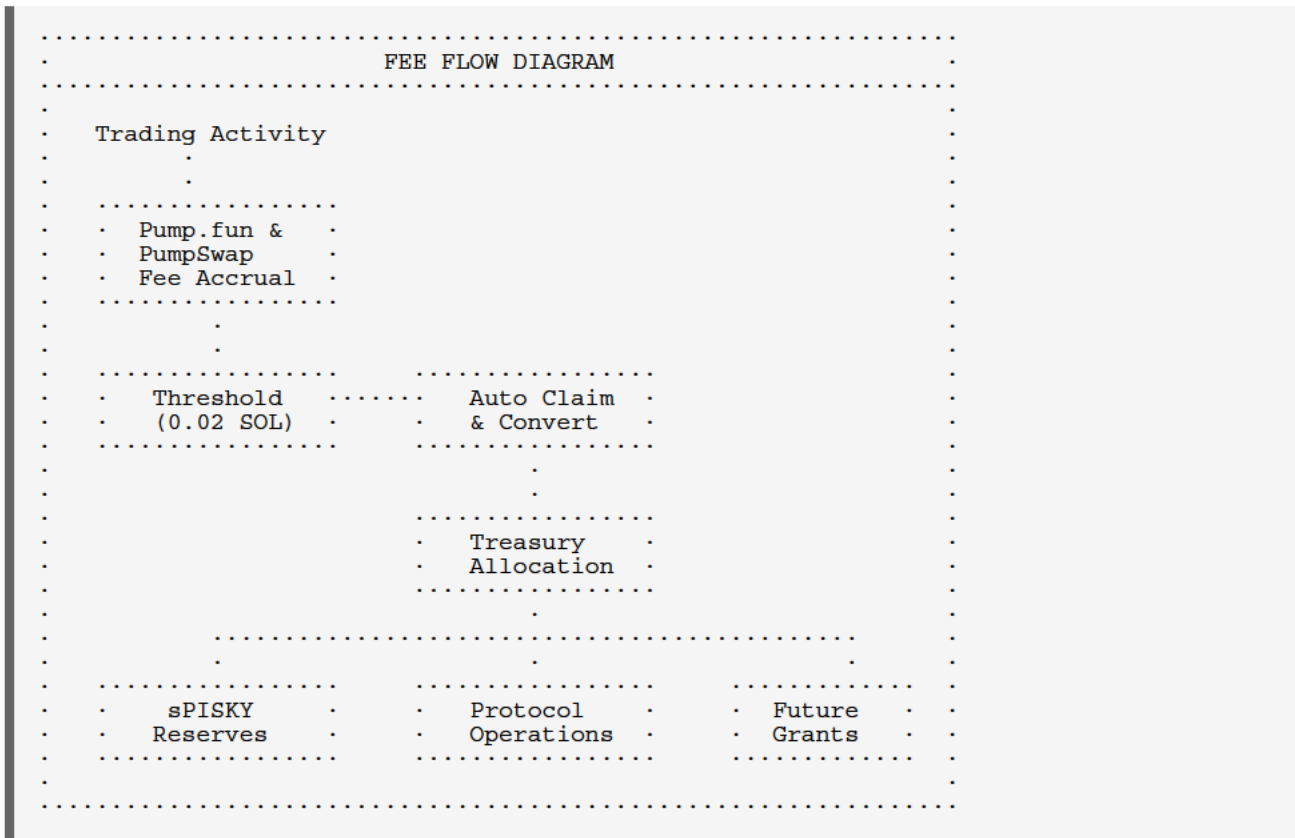 FEE FLOW DIAGRAM
Trading Activity
Pump.fun &
PumpSwap
Fee Accrual
Threshold
(0.02 SOL)
Auto Claim
& Convert
Treasury
Allocation
sPISKY
Reserves
Protocol
Operations
Future
Grants